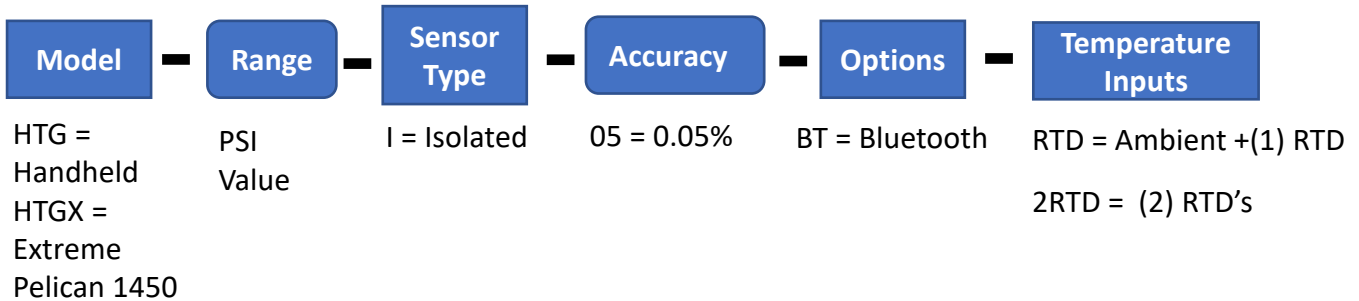 Model
Range
Sensor
Type
Accuracy
Options
Temperature
Inputs
HTG =
Handheld
HTGX =
Extreme
Pelican 1450
PSI
Value
I = Isolated
05 = 0.05%
BT = Bluetooth
RTD = Ambient +(1) RTD
2RTD =  (2) RTD’s